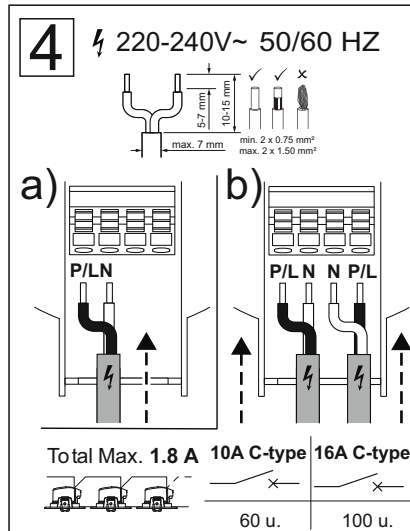 4
220-240V~ 50/60 HZ
5-7 mm
10-15 mm
max. 7 mm
min. 2 x 0.75 mm²
max. 2 x 1.50 mm²
a)
b)
P/L N
P/L N N P/L
Total Max. 1.8 A
10A C-type
16A C-type
60 u.
100 u.